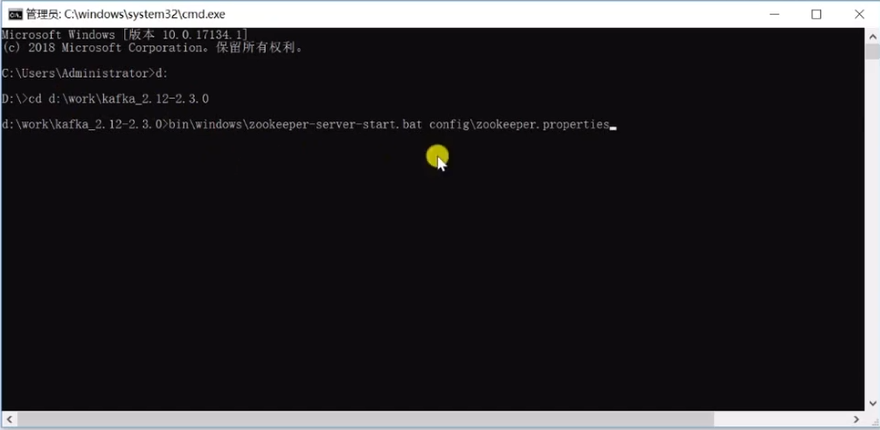 管理员: C:\windows\system32\cmd.exe
Microsoft Windows [版本 10.0.17134.1]
(c) 2018 Microsoft Corporation。保留所有权利。
C:\Users\Administrator>d:
D:\>cd d:\work\kafka_2.12-2.3.0
d:\work\kafka_2.12-2.3.0>bin\windows\zookeeper-server-start.bat config\zookeeper.properties